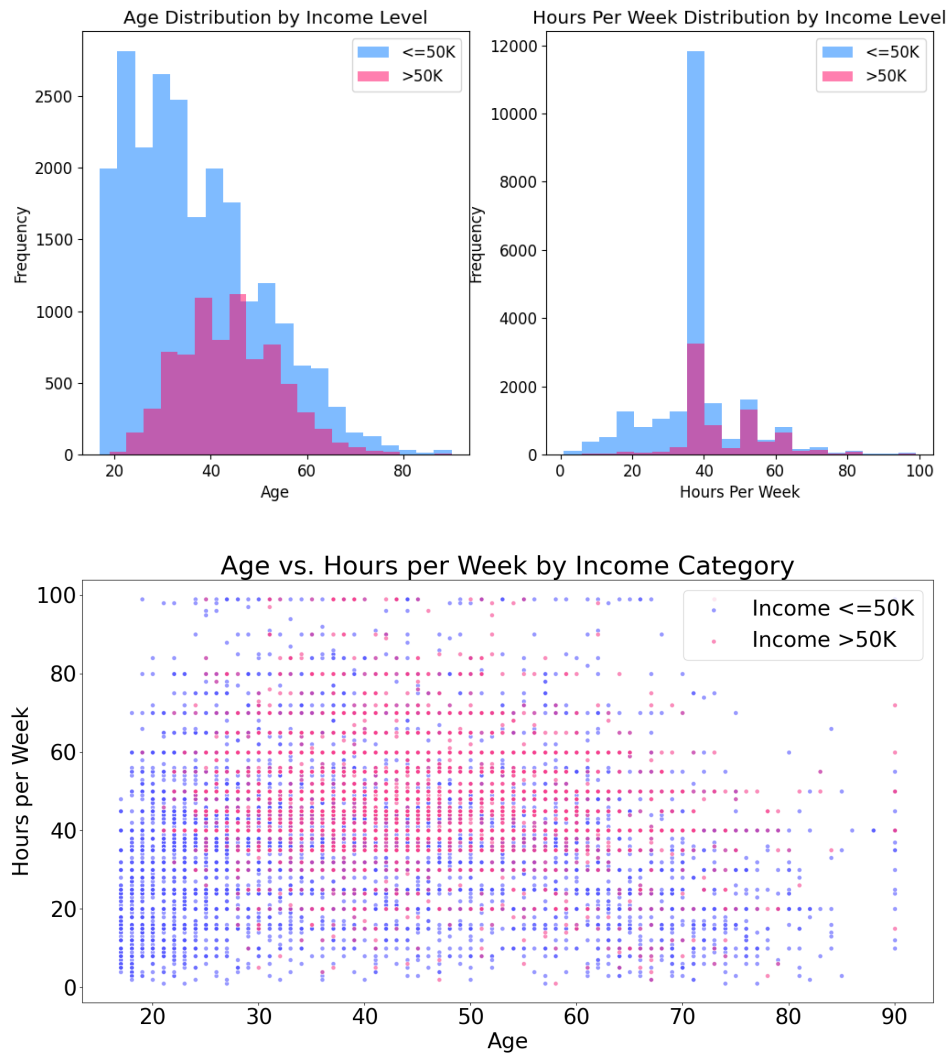 Age Distribution by Income Level
<=50K
>50K
2500
2000
1500
1000
500
0
Frequency
20 40 60 80
Age
Hours Per Week Distribution by Income Level
<=50K
>50K
12000
10000
8000
6000
4000
2000
0
Frequency
0 20 40 60 80 100
Hours Per Week
Age vs. Hours per Week by Income Category
Income <=50K
Income >50K
100
80
60
40
20
0
Hours per Week
20 30 40 50 60 70 80 90
Age